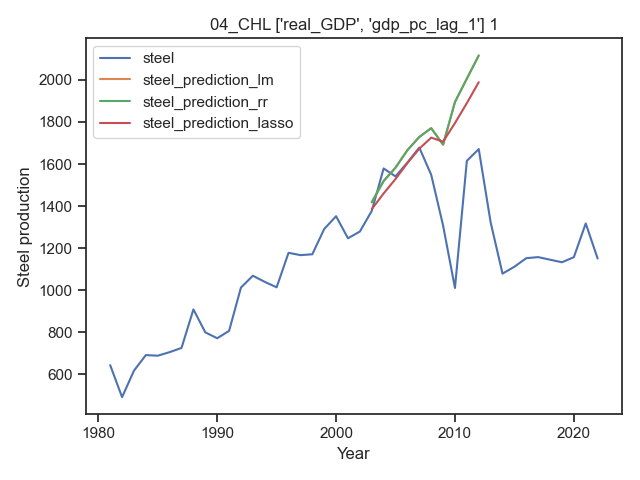 04_CHL ['real_GDP', 'gdp_pc_lag_1'] 1
steel
steel_prediction_lm
steel_prediction_rr
steel_prediction_lasso
Steel production
2000
1800
1600
1400
1200
1000
800
600
1980 1990 2000 2010 2020
Year